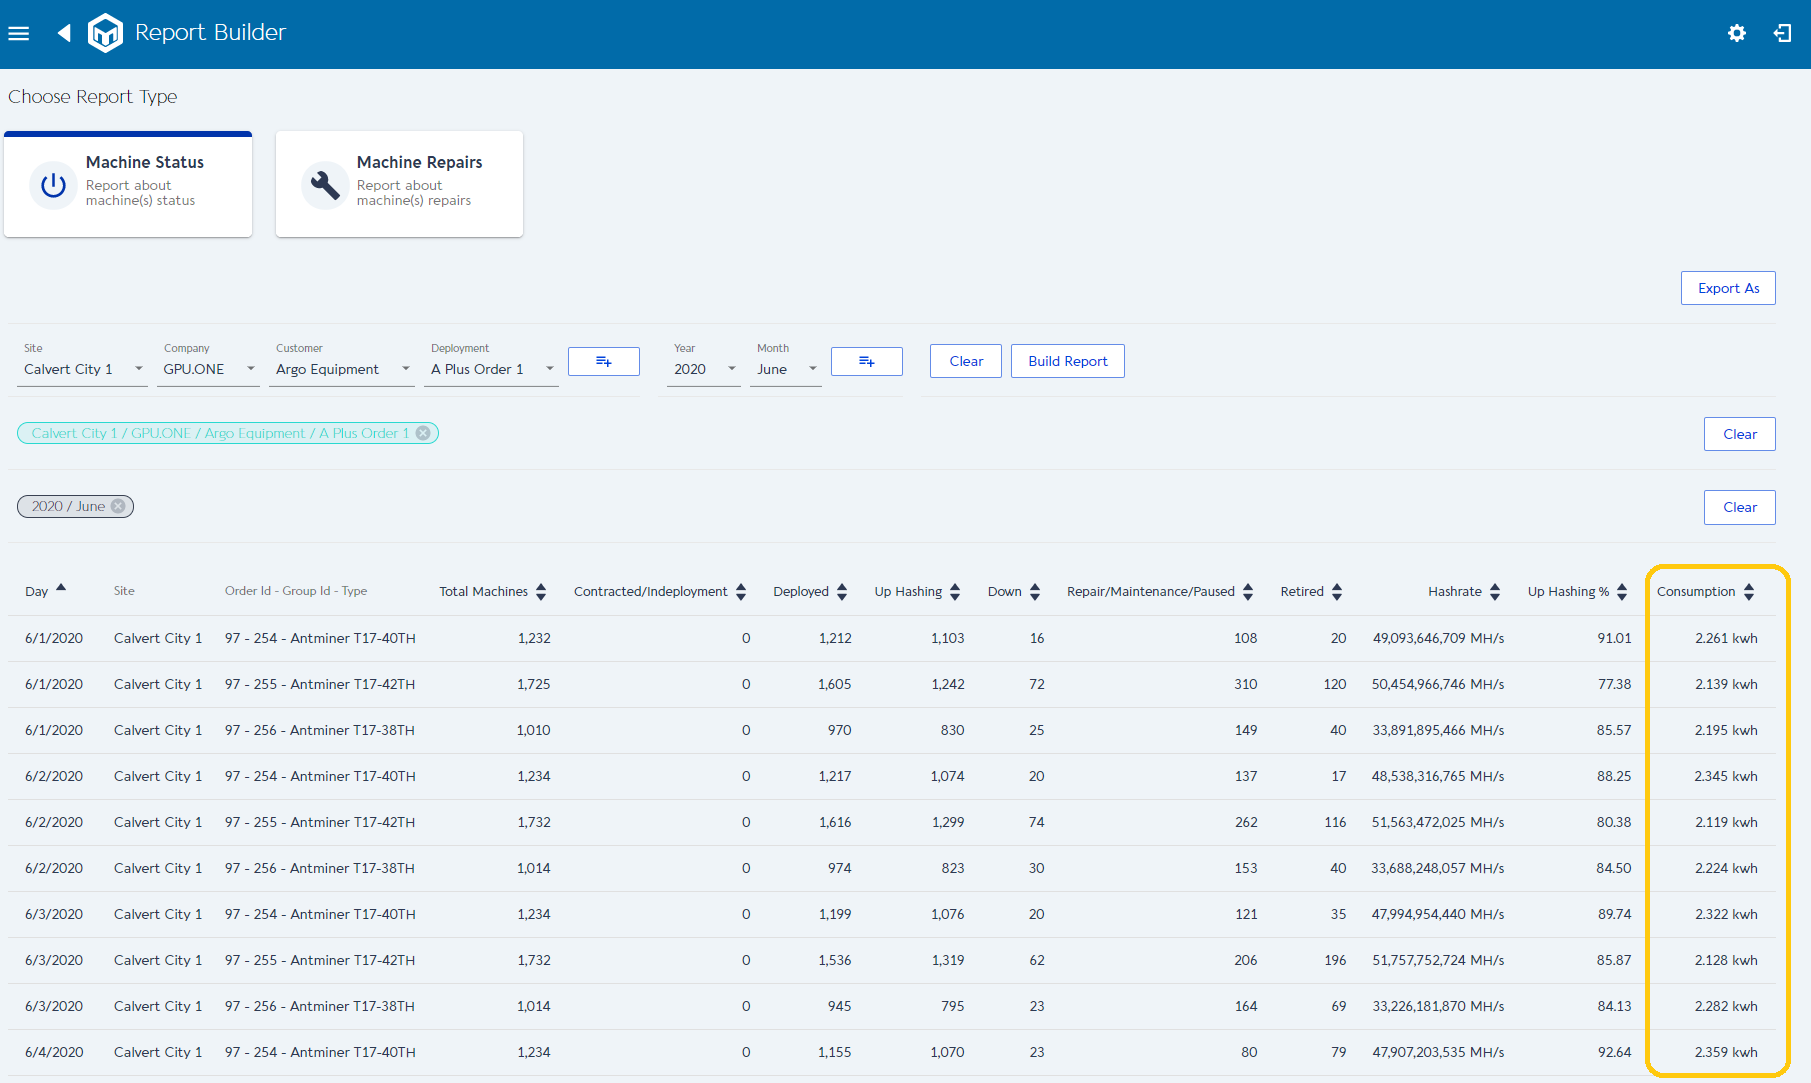 Report Builder
Choose Report Type
Machine Status
Report about
machine(s) status
Machine Repairs
Report about
machine(s) repairs
Export As
Site Company Customer Deployment Year Month
Calvert City 1 GPU.ONE Argo Equipment A Plus Order 1 2020 June Clear Build Report
Calvert City 1 / GPU.ONE / Argo Equipment / A Plus Order 1 Clear
2020 / June Clear
Day Site Order Id - Group Id - Type Total Machines Contracted/Indeployment Deployed Up Hashing Down Repair/Maintenance/Paused Retired Hashrate Up Hashing % Consumption
6/1/2020 Calvert City 1 97 - 254 - Antminer T17-40TH 1,232 0 1,212 1,103 16 108 20 49,093,646,709 MH/s 91.01 2.261 kwh
6/1/2020 Calvert City 1 97 - 255 - Antminer T17-42TH 1,725 0 1,605 1,242 72 310 120 50,454,966,746 MH/s 77.38 2.139 kwh
6/1/2020 Calvert City 1 97 - 256 - Antminer T17-38TH 1,010 0 970 830 25 149 40 33,891,895,466 MH/s 85.57 2.195 kwh
6/2/2020 Calvert City 1 97 - 254 - Antminer T17-40TH 1,234 0 1,217 1,074 20 137 17 48,538,316,765 MH/s 88.25 2.345 kwh
6/2/2020 Calvert City 1 97 - 255 - Antminer T17-42TH 1,732 0 1,616 1,299 74 262 116 51,563,472,025 MH/s 80.38 2.119 kwh
6/2/2020 Calvert City 1 97 - 256 - Antminer T17-38TH 1,014 0 974 823 30 153 40 33,688,248,057 MH/s 84.50 2.224 kwh
6/3/2020 Calvert City 1 97 - 254 - Antminer T17-40TH 1,234 0 1,199 1,076 20 121 35 47,994,954,440 MH/s 89.74 2.322 kwh
6/3/2020 Calvert City 1 97 - 255 - Antminer T17-42TH 1,732 0 1,536 1,319 62 206 196 51,757,752,724 MH/s 85.87 2.128 kwh
6/3/2020 Calvert City 1 97 - 256 - Antminer T17-38TH 1,014 0 945 795 23 164 69 33,226,181,870 MH/s 84.13 2.282 kwh
6/4/2020 Calvert City 1 97 - 254 - Antminer T17-40TH 1,234 0 1,155 1,070 23 80 79 47,907,203,535 MH/s 92.64 2.359 kwh